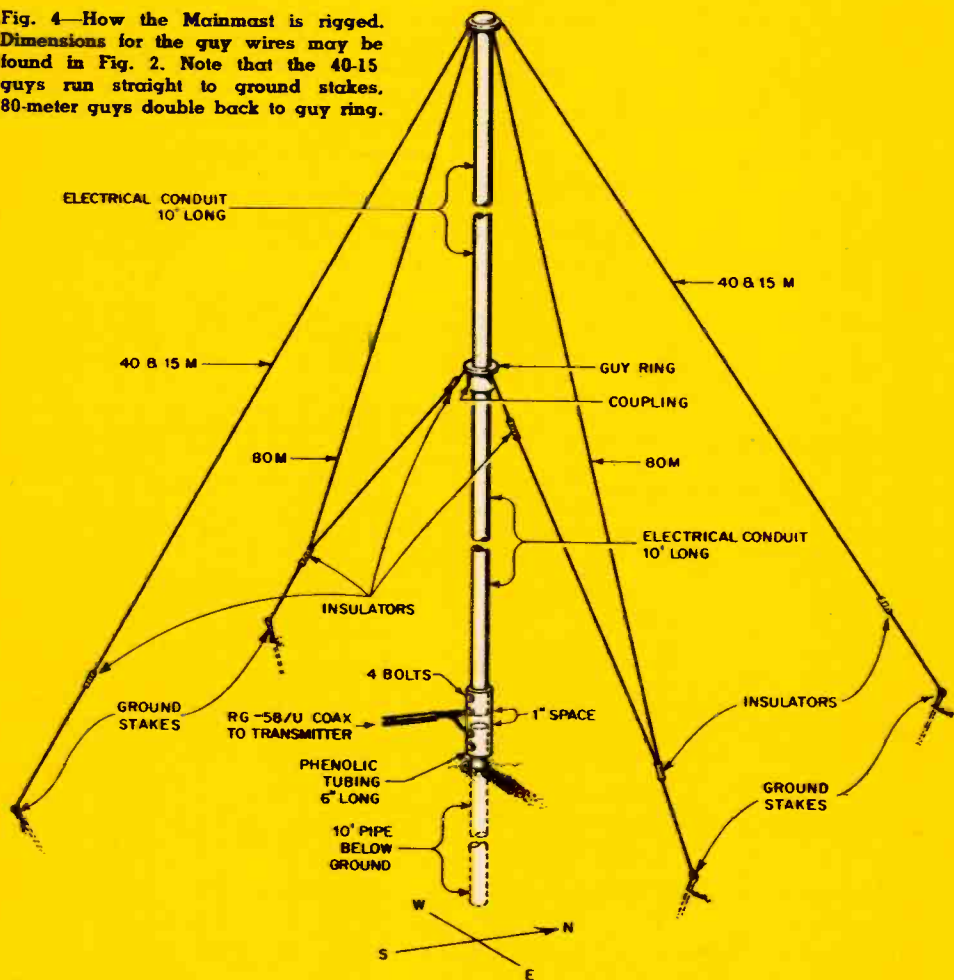 Fig. 4—How the Mainmast is rigged.
Dimensions for the guy wires may be
found in Fig. 2. Note that the 40-15
guys run straight to ground stakes,
80-meter guys double back to guy ring.
ELECTRICAL CONDUIT
10' LONG
40 & 15 M
40 & 15 M
GUY RING
COUPLING
80M
80M
ELECTRICAL CONDUIT
10' LONG
INSULATORS
4 BOLTS
GROUND
STAKES
RG-58/U COAX
TO TRANSMITTER
1" SPACE
INSULATORS
PHENOLIC
TUBING
6" LONG
GROUND
STAKES
10' PIPE
BELOW
GROUND
W
N
S
E